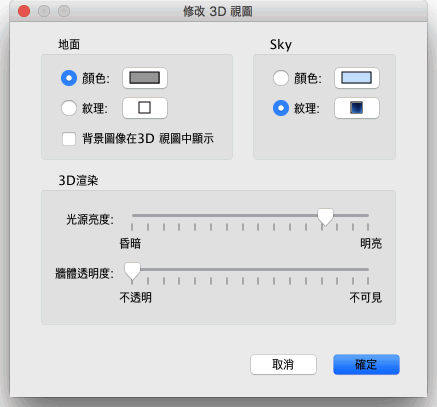 修改 3D 視圖
地面
Sky
顏色:
顏色:
紋理:
紋理:
背景圖像在3D 視圖中顯示
3D渲染
光源亮度:
昏暗
明亮
牆體透明度:
不透明
不可見
取消
確定